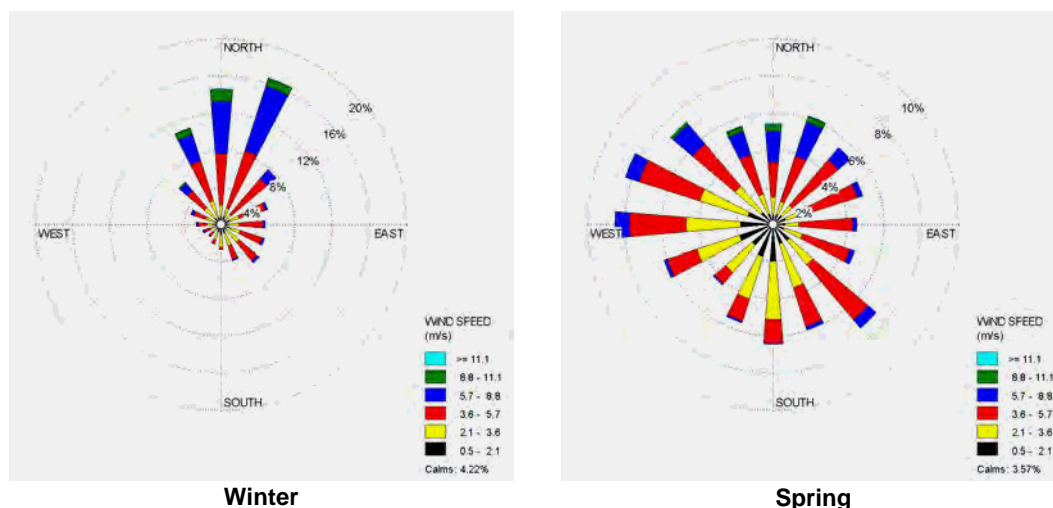 NORTH
20%
16%
12%
8%
4%
WEST
EAST
SOUTH
WIND SPEED
(m/s)
>= 11.1
8.8 - 11.1
5.7 - 8.8
3.6 - 5.7
2.1 - 3.6
0.5 - 2.1
Calms: 4.22%
Winter
NORTH
10%
8%
6%
4%
2%
WEST
EAST
SOUTH
WIND SPEED
(m/s)
>= 11.1
8.8 - 11.1
5.7 - 8.8
3.6 - 5.7
2.1 - 3.6
0.5 - 2.1
Calms: 3.57%
Spring